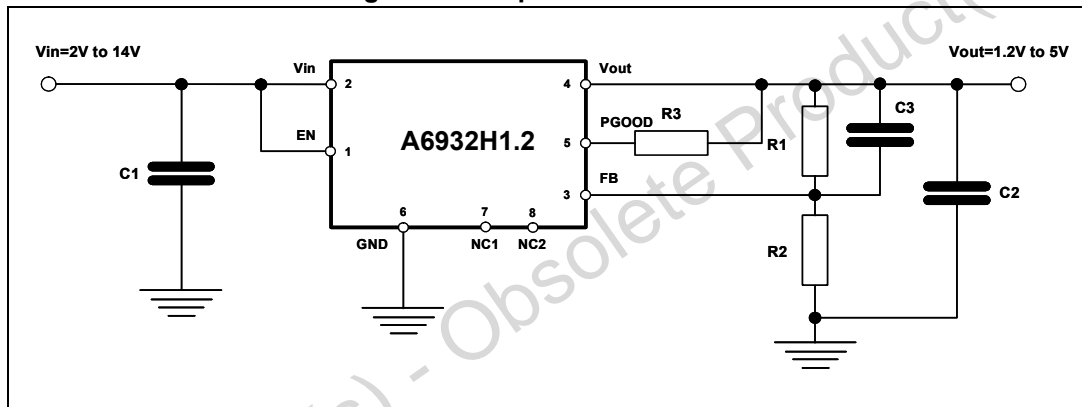 Vin=2V to 14V
Vout=1.2V to 5V
Vin
2
4
Vout
EN
1
A6932H1.2
5
PGOOD
R3
R1
C3
3
FB
C1
C2
6
7
8
GND
NC1
NC2
R2
- Obsolete Product(